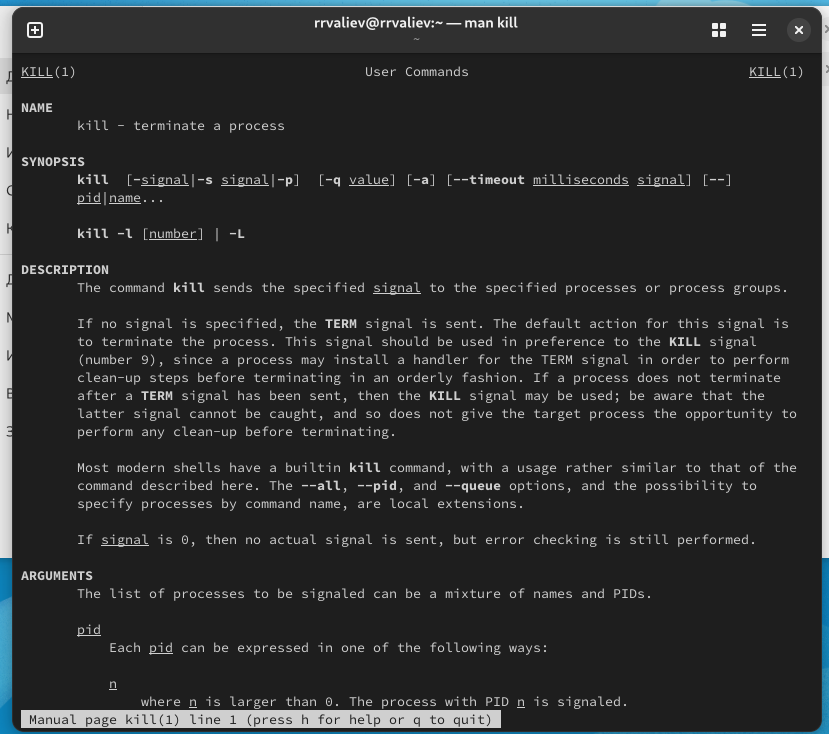 rrvaliev@rrvaliev:~ — man kill
~
KILL(1) User Commands KILL(1)
NAME
kill - terminate a process
SYNOPSIS
kill [-signal|-s signal|-p] [-q value] [-a] [--timeout milliseconds signal] [--]
pid|name...
kill -l [number] | -L
DESCRIPTION
The command kill sends the specified signal to the specified processes or process groups.
If no signal is specified, the TERM signal is sent. The default action for this signal is
to terminate the process. This signal should be used in preference to the KILL signal
(number 9), since a process may install a handler for the TERM signal in order to perform
clean-up steps before terminating in an orderly fashion. If a process does not terminate
after a TERM signal has been sent, then the KILL signal may be used; be aware that the
latter signal cannot be caught, and so does not give the target process the opportunity to
perform any clean-up before terminating.
Most modern shells have a builtin kill command, with a usage rather similar to that of the
command described here. The --all, --pid, and --queue options, and the possibility to
specify processes by command name, are local extensions.
If signal is 0, then no actual signal is sent, but error checking is still performed.
ARGUMENTS
The list of processes to be signaled can be a mixture of names and PIDs.
pid
Each pid can be expressed in one of the following ways:
n
where n is larger than 0. The process with PID n is signaled.
Manual page kill(1) line 1 (press h for help or q to quit)